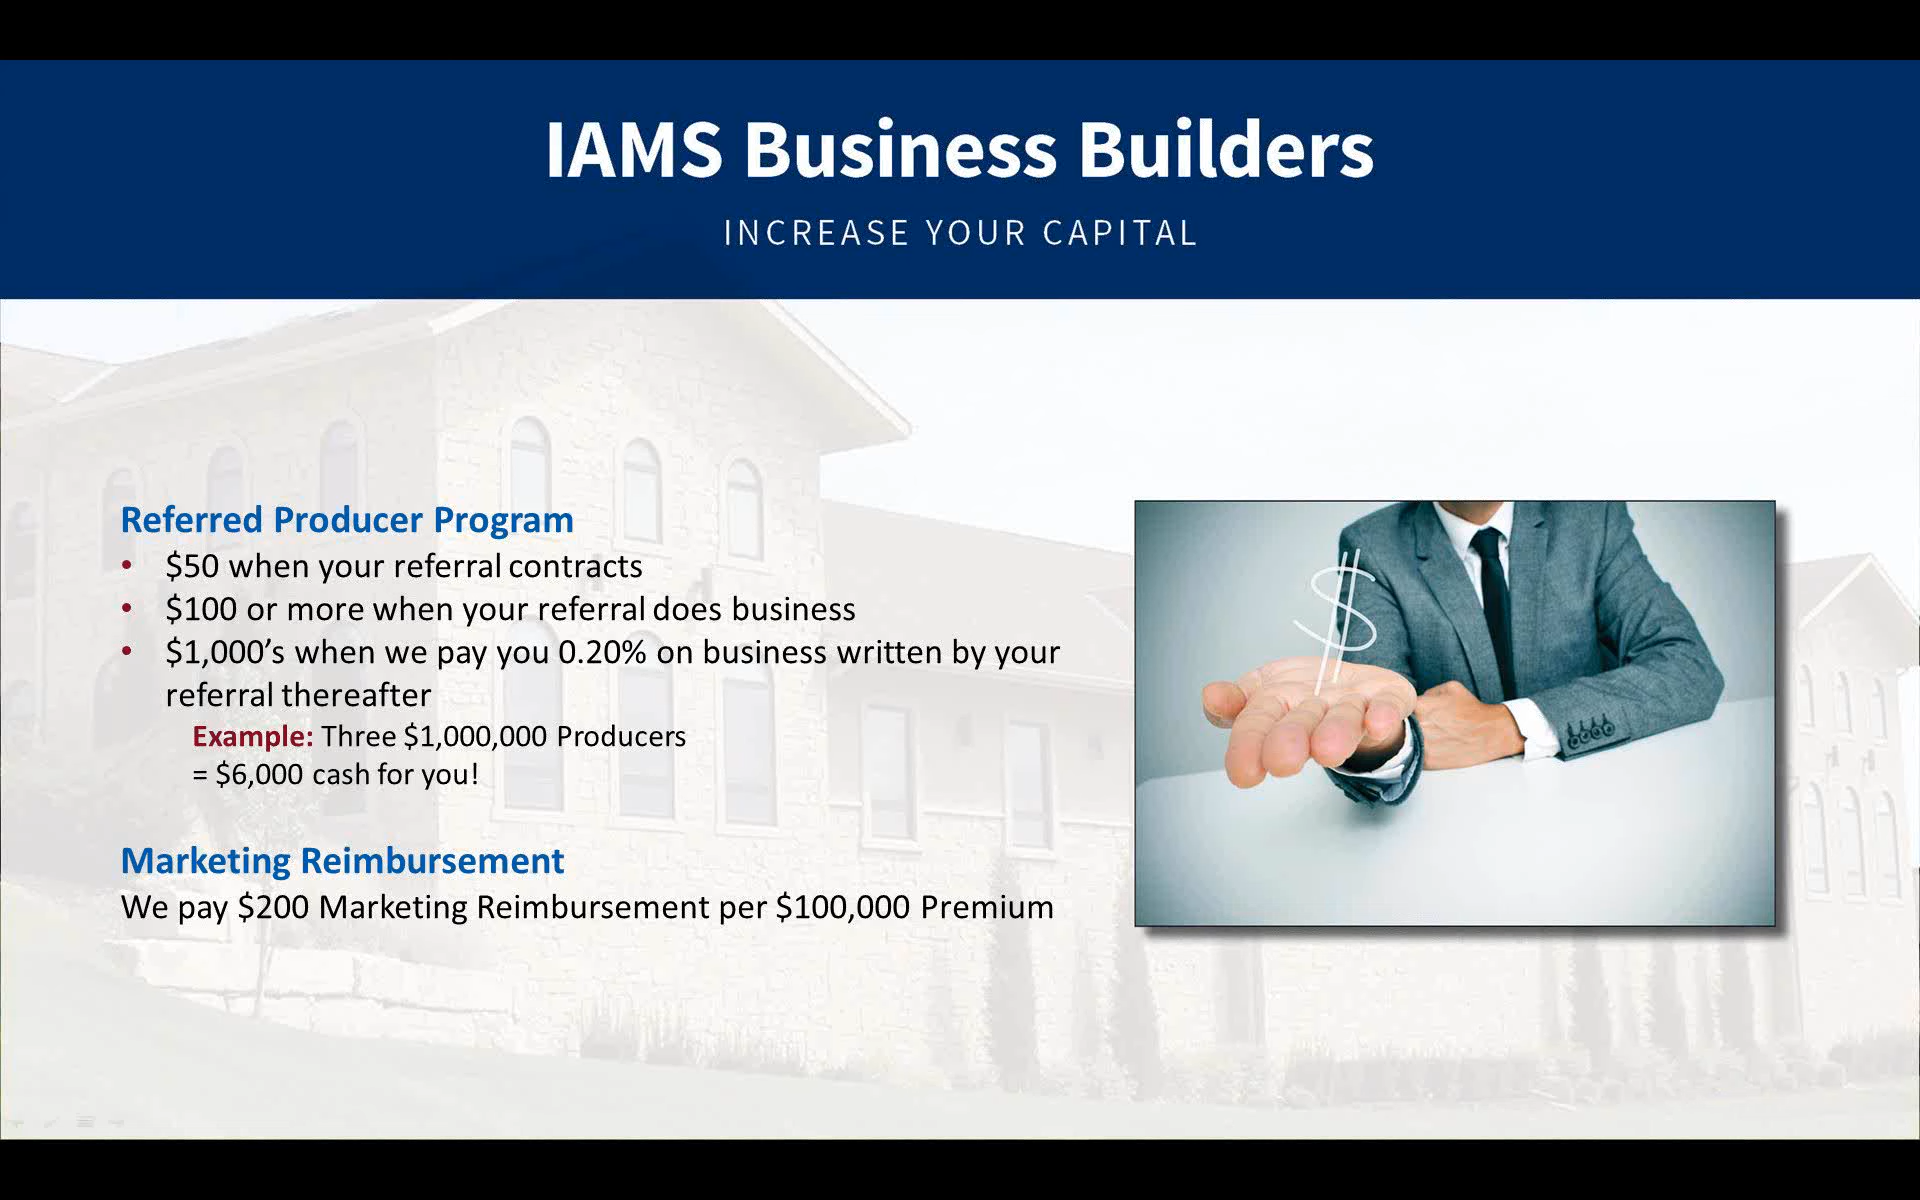 IAMS Business Builders
INCREASE YOUR CAPITAL
Referred Producer Program
• $50 when your referral contracts
• $100 or more when your referral does business
• $1,000’s when we pay you 0.20% on business written by your
referral thereafter
Example: Three $1,000,000 Producers
= $6,000 cash for you!
$
Marketing Reimbursement
We pay $200 Marketing Reimbursement per $100,000 Premium